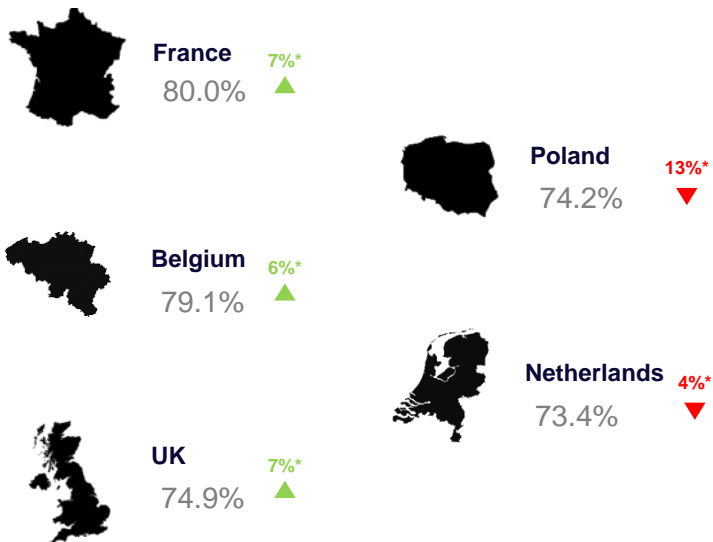 France
7%*
80.0%
Belgium
6%*
79.1%
UK
7%*
74.9%
Poland
13%*
74.2%
Netherlands
4%*
73.4%